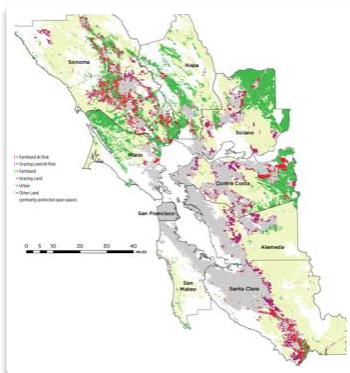 Napa
Sonoma
Solano
Marin
Farmland At Risk
Grazing Land At Risk
Farmland
Grazing Land
Urban
Other Land
(primarily protected open space)
Contra Costa
San Francisco
Alameda
0 5 10 20 30 40
MILES
San
Mateo
Santa Clara